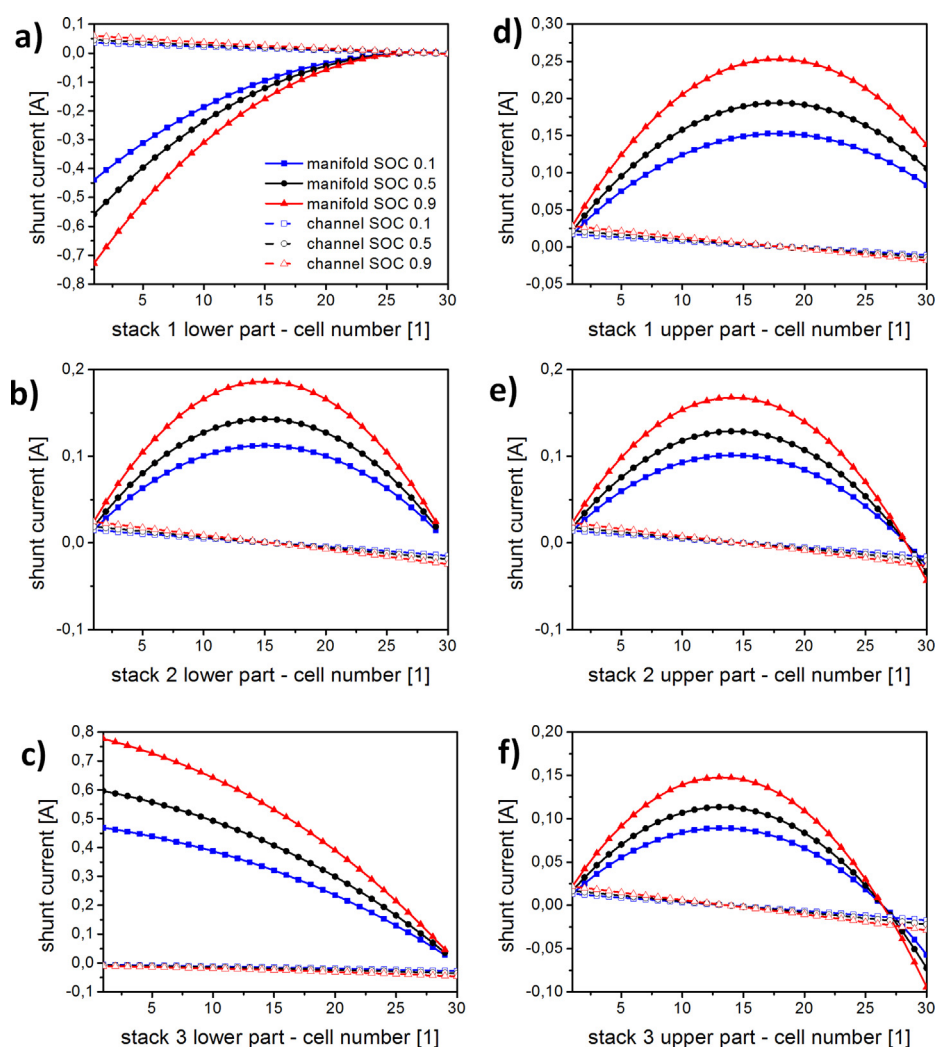 a)
shunt current [A]
0,1
0,0
-0,1
-0,2
-0,3
-0,4
-0,5
-0,6
-0,7
-0,8
manifold SOC 0.1
manifold SOC 0.5
manifold SOC 0.9
channel SOC 0.1
channel SOC 0.5
channel SOC 0.9
5 10 15 20 25 30
stack 1 lower part - cell number [1]
d)
shunt current [A]
0,30
0,25
0,20
0,15
0,10
0,05
0,00
-0,05
5 10 15 20 25 30
stack 1 upper part - cell number [1]
b)
shunt current [A]
0,2
0,1
0,0
-0,1
5 10 15 20 25 30
stack 2 lower part - cell number [1]
e)
shunt current [A]
0,2
0,1
0,0
-0,1
5 10 15 20 25 30
stack 2 upper part - cell number [1]
c)
shunt current [A]
0,8
0,7
0,6
0,5
0,4
0,3
0,2
0,1
0,0
-0,1
5 10 15 20 25 30
stack 3 lower part - cell number [1]
f)
shunt current [A]
0,20
0,15
0,10
0,05
0,00
-0,05
-0,10
5 10 15 20 25 30
stack 3 upper part - cell number [1]